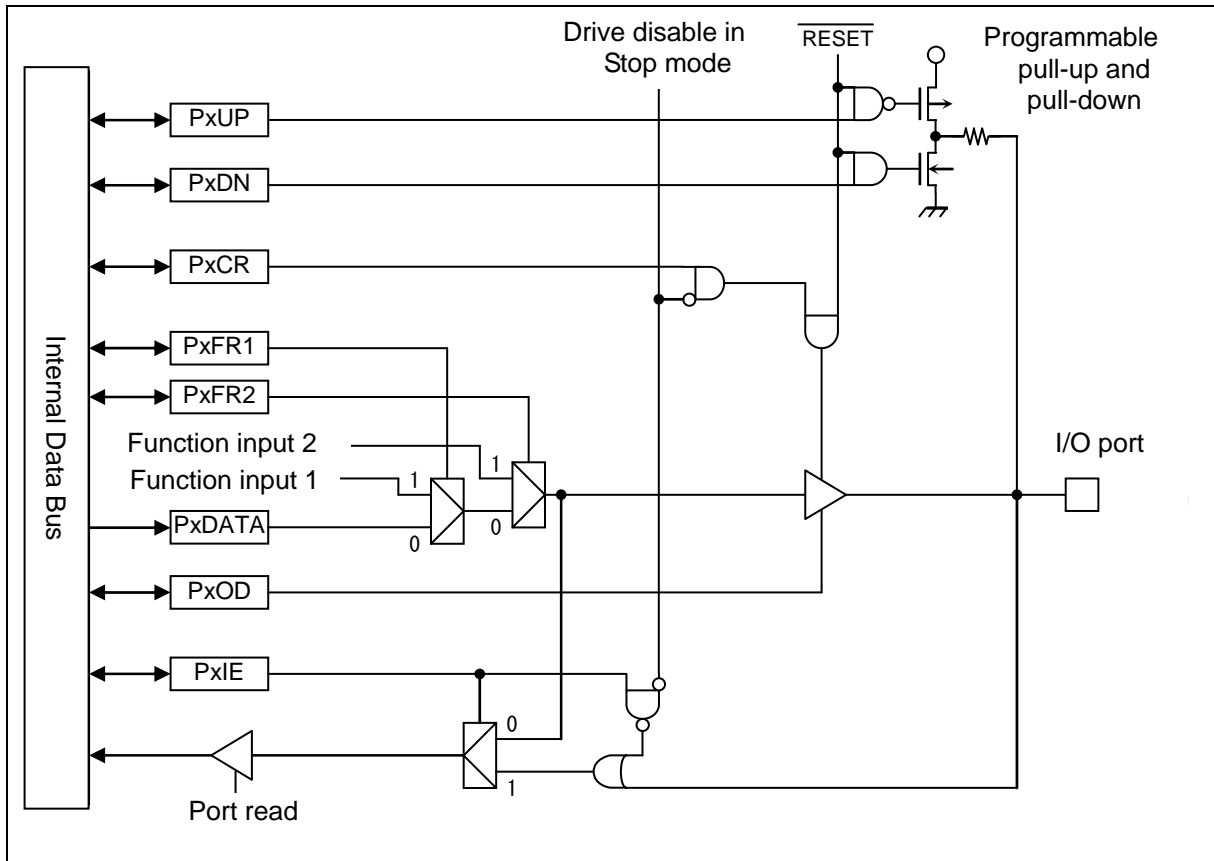 Drive disable in
Stop mode
RESET
Programmable
pull-up and
pull-down
PxUP
PxDN
PxCR
PxFR1
PxFR2
Function input 2
Function input 1
1
1
0
0
PxDATA
I/O port
Internal Data Bus
PxOD
PxIE
0
1
Port read